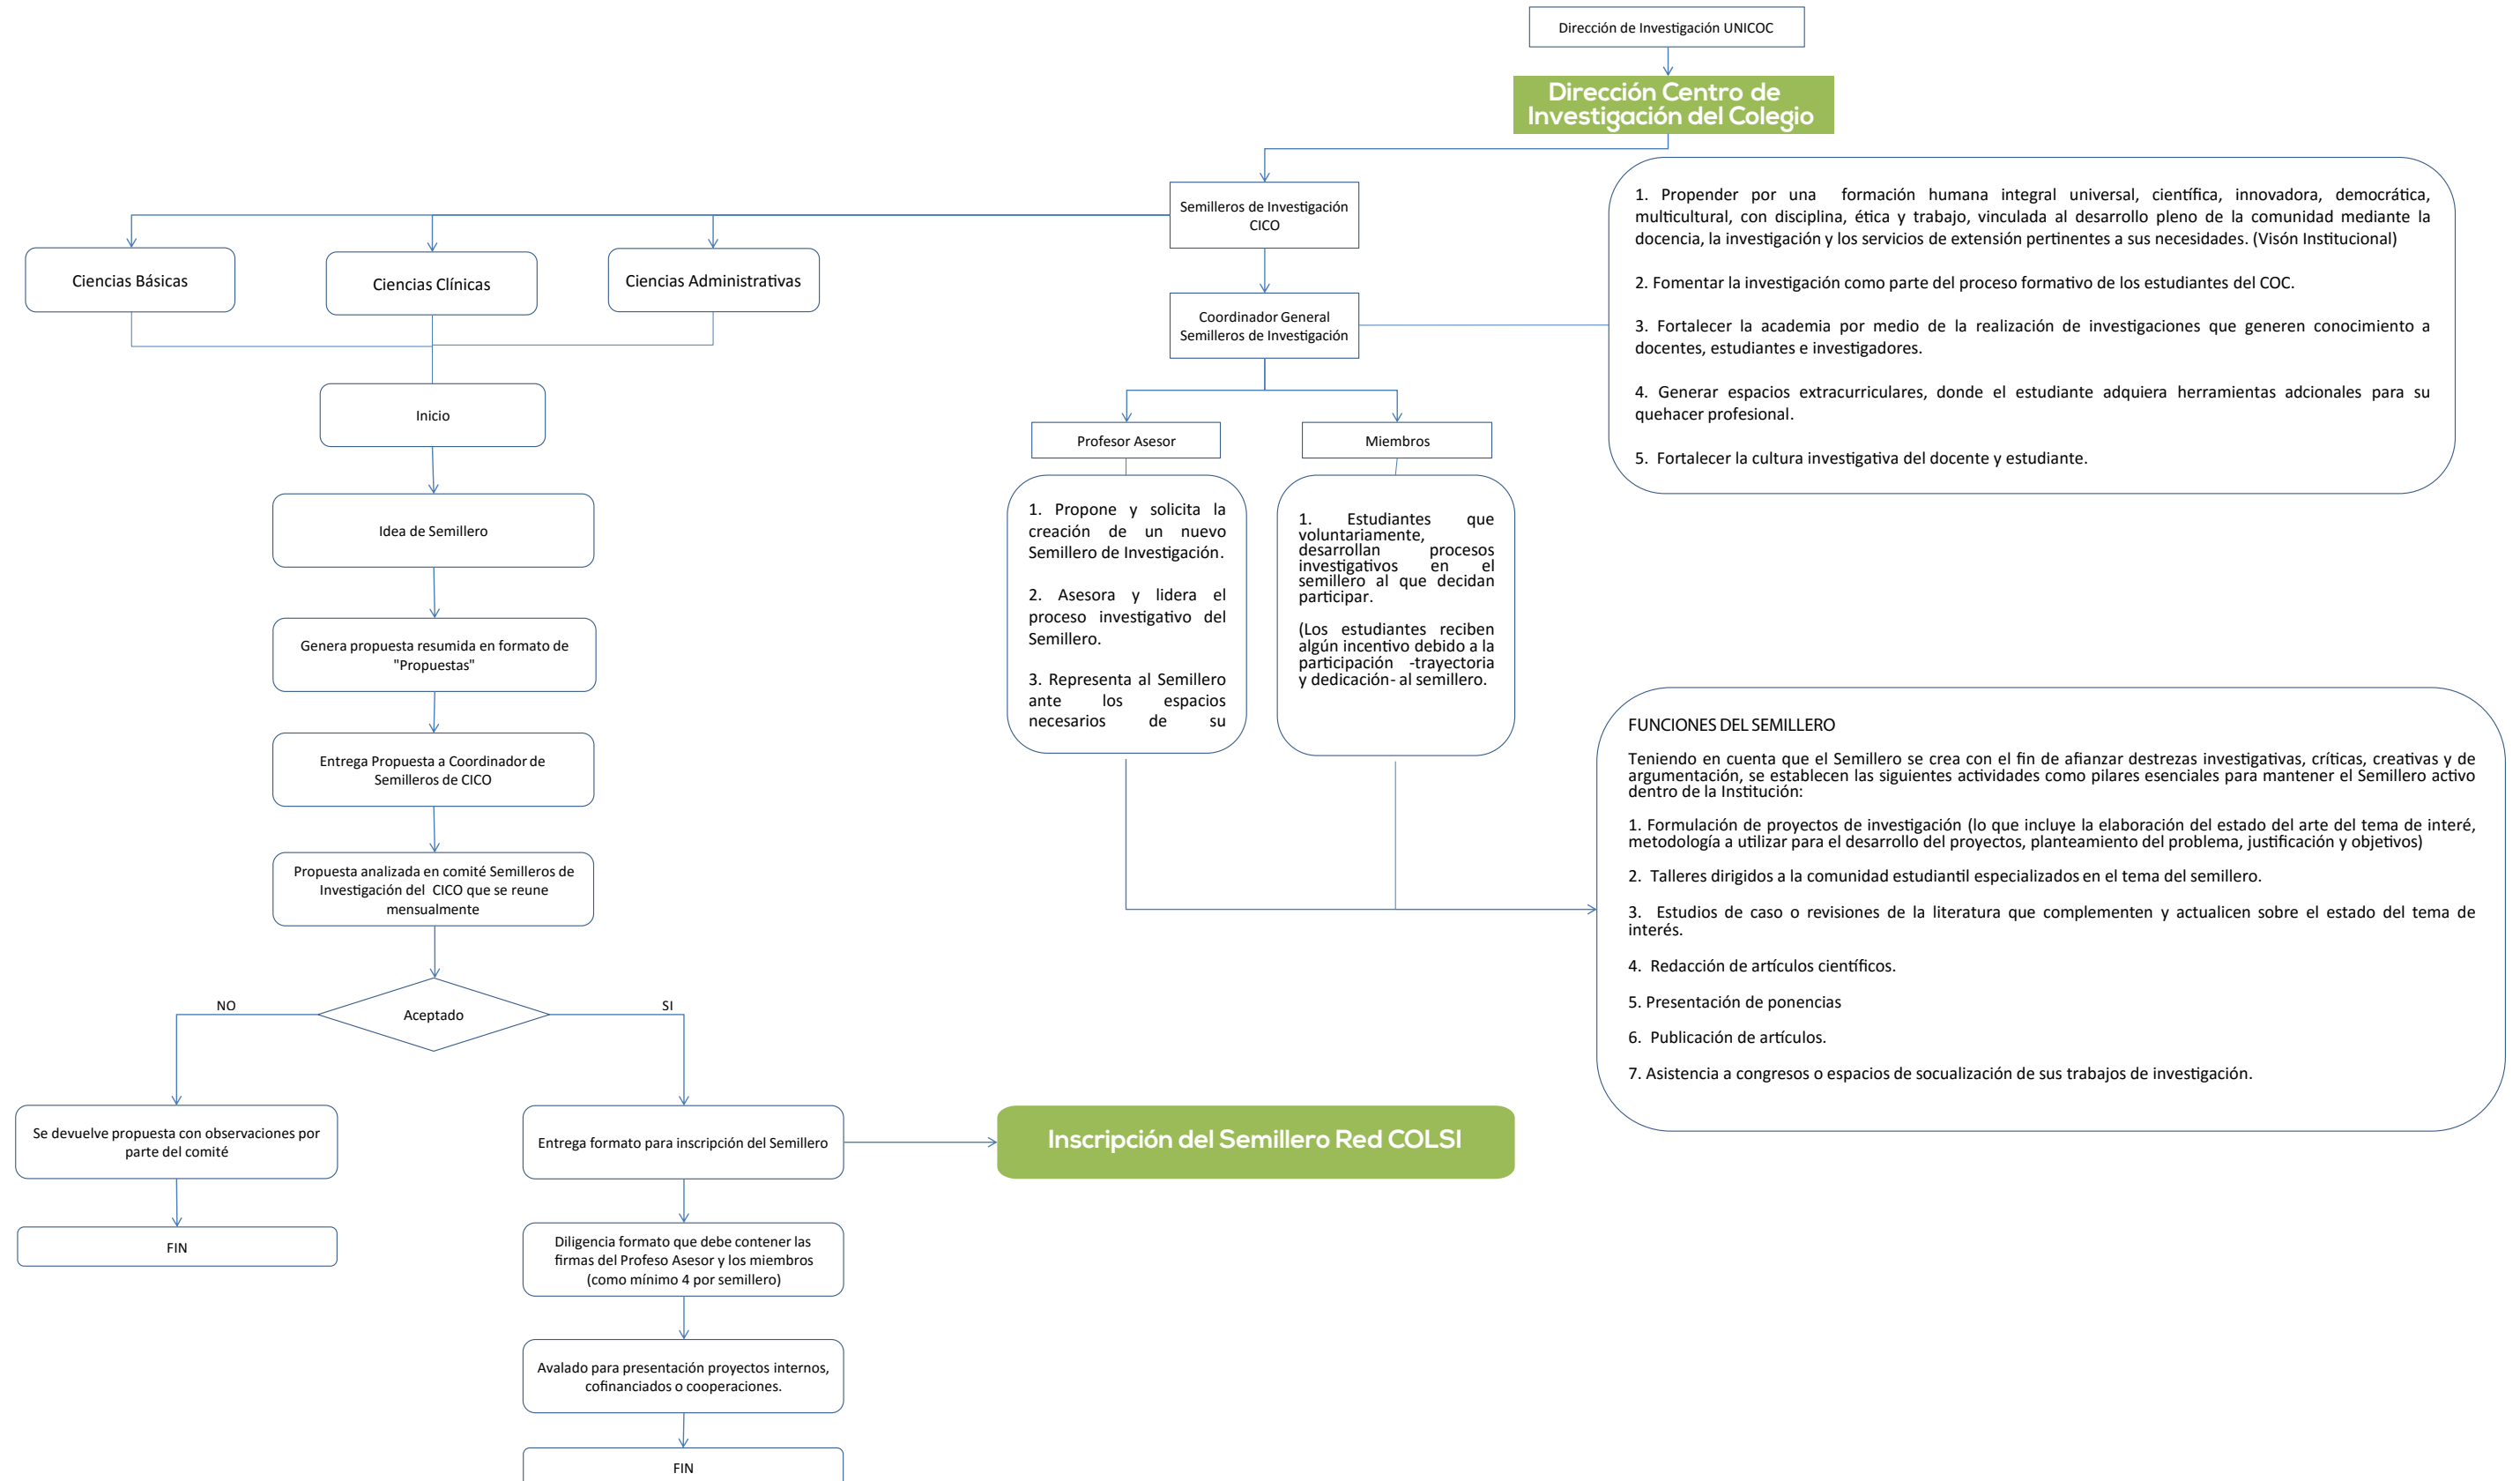 Dirección de Investigación UNICOC
Dirección Centro de
Investigación del Colegio
Semilleros de Investigación
CICO
Ciencias Básicas
Ciencias Clínicas
Ciencias Administrativas
Coordinador General
Semilleros de Investigación
1. Propender por una formación humana integral universal, científica, innovadora, democrática,
multicultural, con disciplina, ética y trabajo, vinculada al desarrollo pleno de la comunidad mediante la
docencia, la investigación y los servicios de extensión pertinentes a sus necesidades. (Visón Institucional)
2. Fomentar la investigación como parte del proceso formativo de los estudiantes del COC.
3. Fortalecer la academia por medio de la realización de investigaciones que generen conocimiento a
docentes, estudiantes e investigadores.
4. Generar espacios extracurriculares, donde el estudiante adquiera herramientas adcionales para su
quehacer profesional.
5. Fortalecer la cultura investigativa del docente y estudiante.
Profesor Asesor
Miembros
1. Propone y solicita la
creación de un nuevo
Semillero de Investigación.
2. Asesora y lidera el
proceso investigativo del
Semillero.
3. Representa al Semillero
ante los espacios
necesarios de su
1. Estudiantes que
voluntariamente,
desarrollan procesos
investigativos en el
semillero al que decidan
participar.
(Los estudiantes reciben
algún incentivo debido a la
participación -trayectoria
y dedicación- al semillero.
FUNCIONES DEL SEMILLERO
Teniendo en cuenta que el Semillero se crea con el fin de afianzar destrezas investigativas, críticas, creativas y de
argumentación, se establecen las siguientes actividades como pilares esenciales para mantener el Semillero activo
dentro de la Institución:
1. Formulación de proyectos de investigación (lo que incluye la elaboración del estado del arte del tema de interé,
metodología a utilizar para el desarrollo del proyectos, planteamiento del problema, justificación y objetivos)
2. Talleres dirigidos a la comunidad estudiantil especializados en el tema del semillero.
3. Estudios de caso o revisiones de la literatura que complementen y actualicen sobre el estado del tema de
interés.
4. Redacción de artículos científicos.
5. Presentación de ponencias
6. Publicación de artículos.
7. Asistencia a congresos o espacios de socualización de sus trabajos de investigación.
Inicio
Idea de Semillero
Genera propuesta resumida en formato de
"Propuestas"
Entrega Propuesta a Coordinador de
Semilleros de CICO
Propuesta analizada en comité Semilleros de
Investigación del CICO que se reune
mensualmente
Aceptado
NO
SI
Se devuelve propuesta con observaciones por
parte del comité
FIN
Entrega formato para inscripción del Semillero
Inscripción del Semillero Red COLSI
Diligencia formato que debe contener las
firmas del Profeso Asesor y los miembros
(como mínimo 4 por semillero)
Avalado para presentación proyectos internos,
cofinanciados o cooperaciones.
FIN